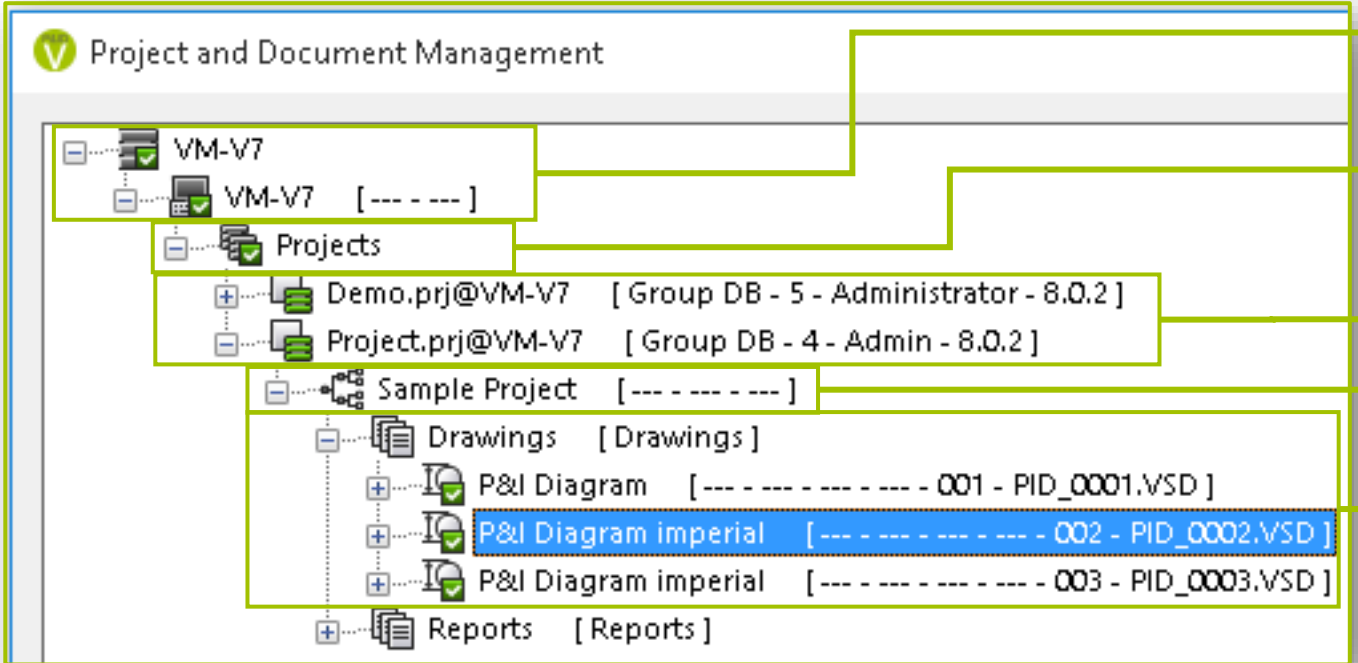 Project and Document Management
VM-V7
VM-V7 [ --- - --- ]
Projects
Demo.prj@VM-V7 [ Group DB - 5 - Administrator - 8.0.2 ]
Project.prj@VM-V7 [ Group DB - 4 - Admin - 8.0.2 ]
Sample Project [ --- - --- - --- ]
Drawings [ Drawings ]
P&I Diagram [ --- - --- - --- - --- - 001 - PID_0001.VSD ]
P&I Diagram imperial [ --- - --- - --- - --- - 002 - PID_0002.VSD ]
P&I Diagram imperial [ --- - --- - --- - --- - 003 - PID_0003.VSD ]
Reports [ Reports ]